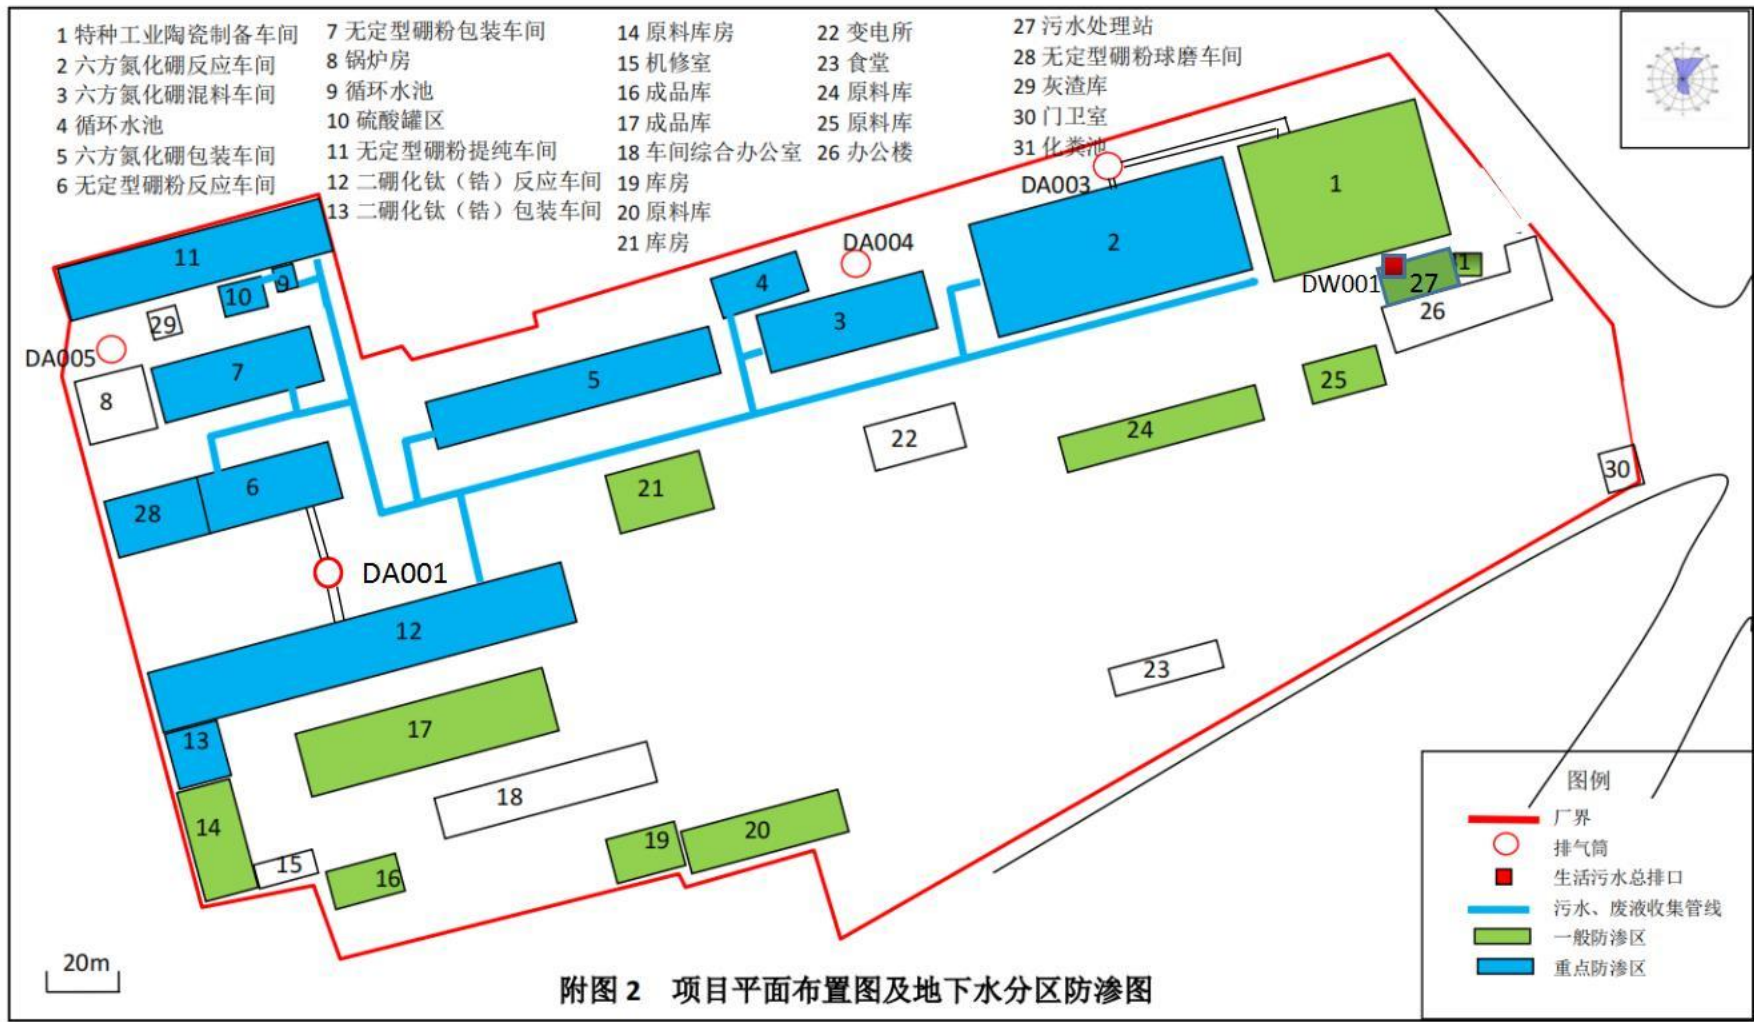 1 特种工业陶瓷制备车间
2 六方氮化硼反应车间
3 六方氮化硼混料车间
4 循环水池
5 六方氮化硼包装车间
6 无定型硼粉反应车间
7 无定型硼粉包装车间
8 锅炉房
9 循环水池
10 硫酸罐区
11 无定型硼粉提纯车间
12 二硼化钛（锆）反应车间
13 二硼化钛（锆）包装车间
14 原料库房
15 机修室
16 成品库
17 成品库
18 车间综合办公室
19 库房
20 原料库
21 库房
22 变电所
23 食堂
24 原料库
25 原料库
26 办公楼
27 污水处理站
28 无定型硼粉球磨车间
29 灰渣库
30 门卫室
31 化粪池
DA003
1
2
DA004
11
4
10
9
DW001
27
1
26
29
3
DA005
7
5
8
25
24
22
6
21
28
30
DA001
12
23
13
17
18
14
19
20
15
16
20m
图例
厂界
排气筒
生活污水总排口
污水、废液收集管线
一般防渗区
重点防渗区
附图 2 项目平面布置图及地下水分区防渗图